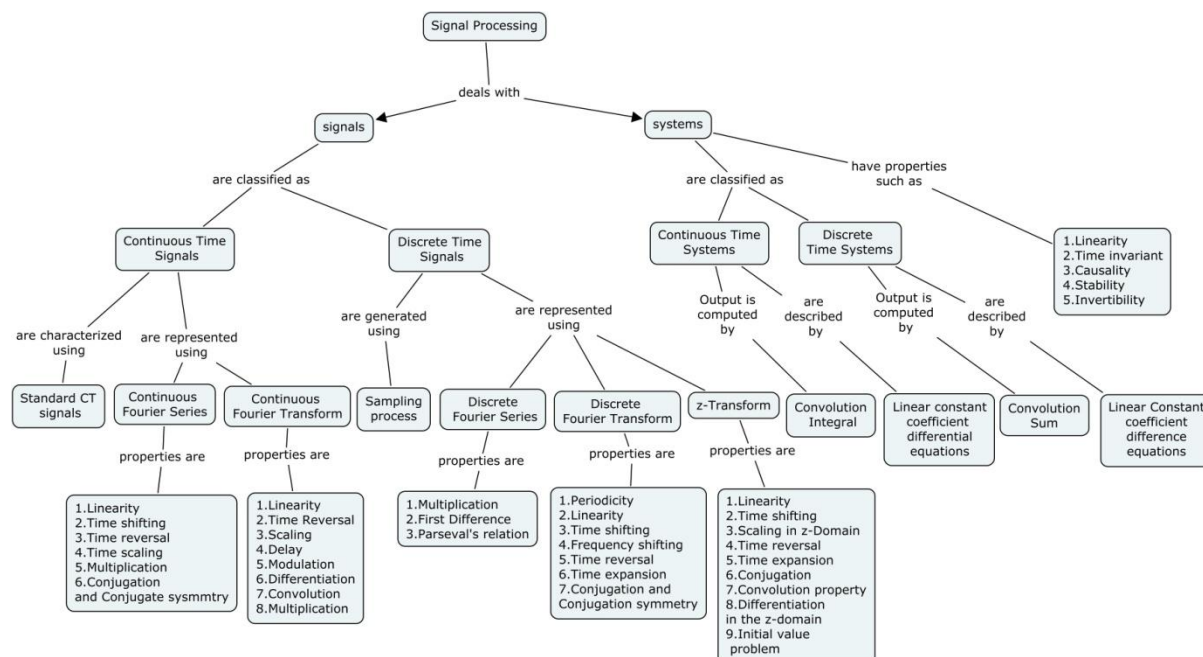 Signal Processing
deals with
signals
systems
are classified as
are classified as
have properties
such as
Continuous Time
Signals
Discrete Time
Signals
Continuous Time
Systems
Discrete
Time Systems
1.Linearity
2.Time invariant
3.Causality
4.Stability
5.Invertibility
are characterized
using
are represented
using
are generated
using
are represented
using
Output is
computed
by
are
described
by
Output is
computed
by
are
described
by
Standard CT
signals
Continuous
Fourier Series
Continuous
Fourier Transform
Sampling
process
Discrete
Fourier Series
Discrete
Fourier Transform
z-Transform
Convolution
Integral
Linear constant
coefficient
differential
equations
Convolution
Sum
Linear Constant
coefficient
difference
equations
properties are
properties are
properties are
properties are
properties are
1.Linearity
2.Time shifting
3.Time reversal
4.Time scaling
5.Multiplication
6.Conjugation
and Conjugate sysmmtry
1.Linearity
2.Time Reversal
3.Scaling
4.Delay
5.Modulation
6.Differentiation
7.Convolution
8.Multiplication
1.Multiplication
2.First Difference
3.Parseval's relation
1.Periodicity
2.Linearity
3.Time shifting
4.Frequency shifting
5.Time reversal
6.Time expansion
7.Conjugation and
Conjugation symmetry
1.Linearity
2.Time shifting
3.Scaling in z-Domain
4.Time reversal
5.Time expansion
6.Conjugation
7.Convolution property
8.Differentiation
in the z-domain
9.Initial value
problem